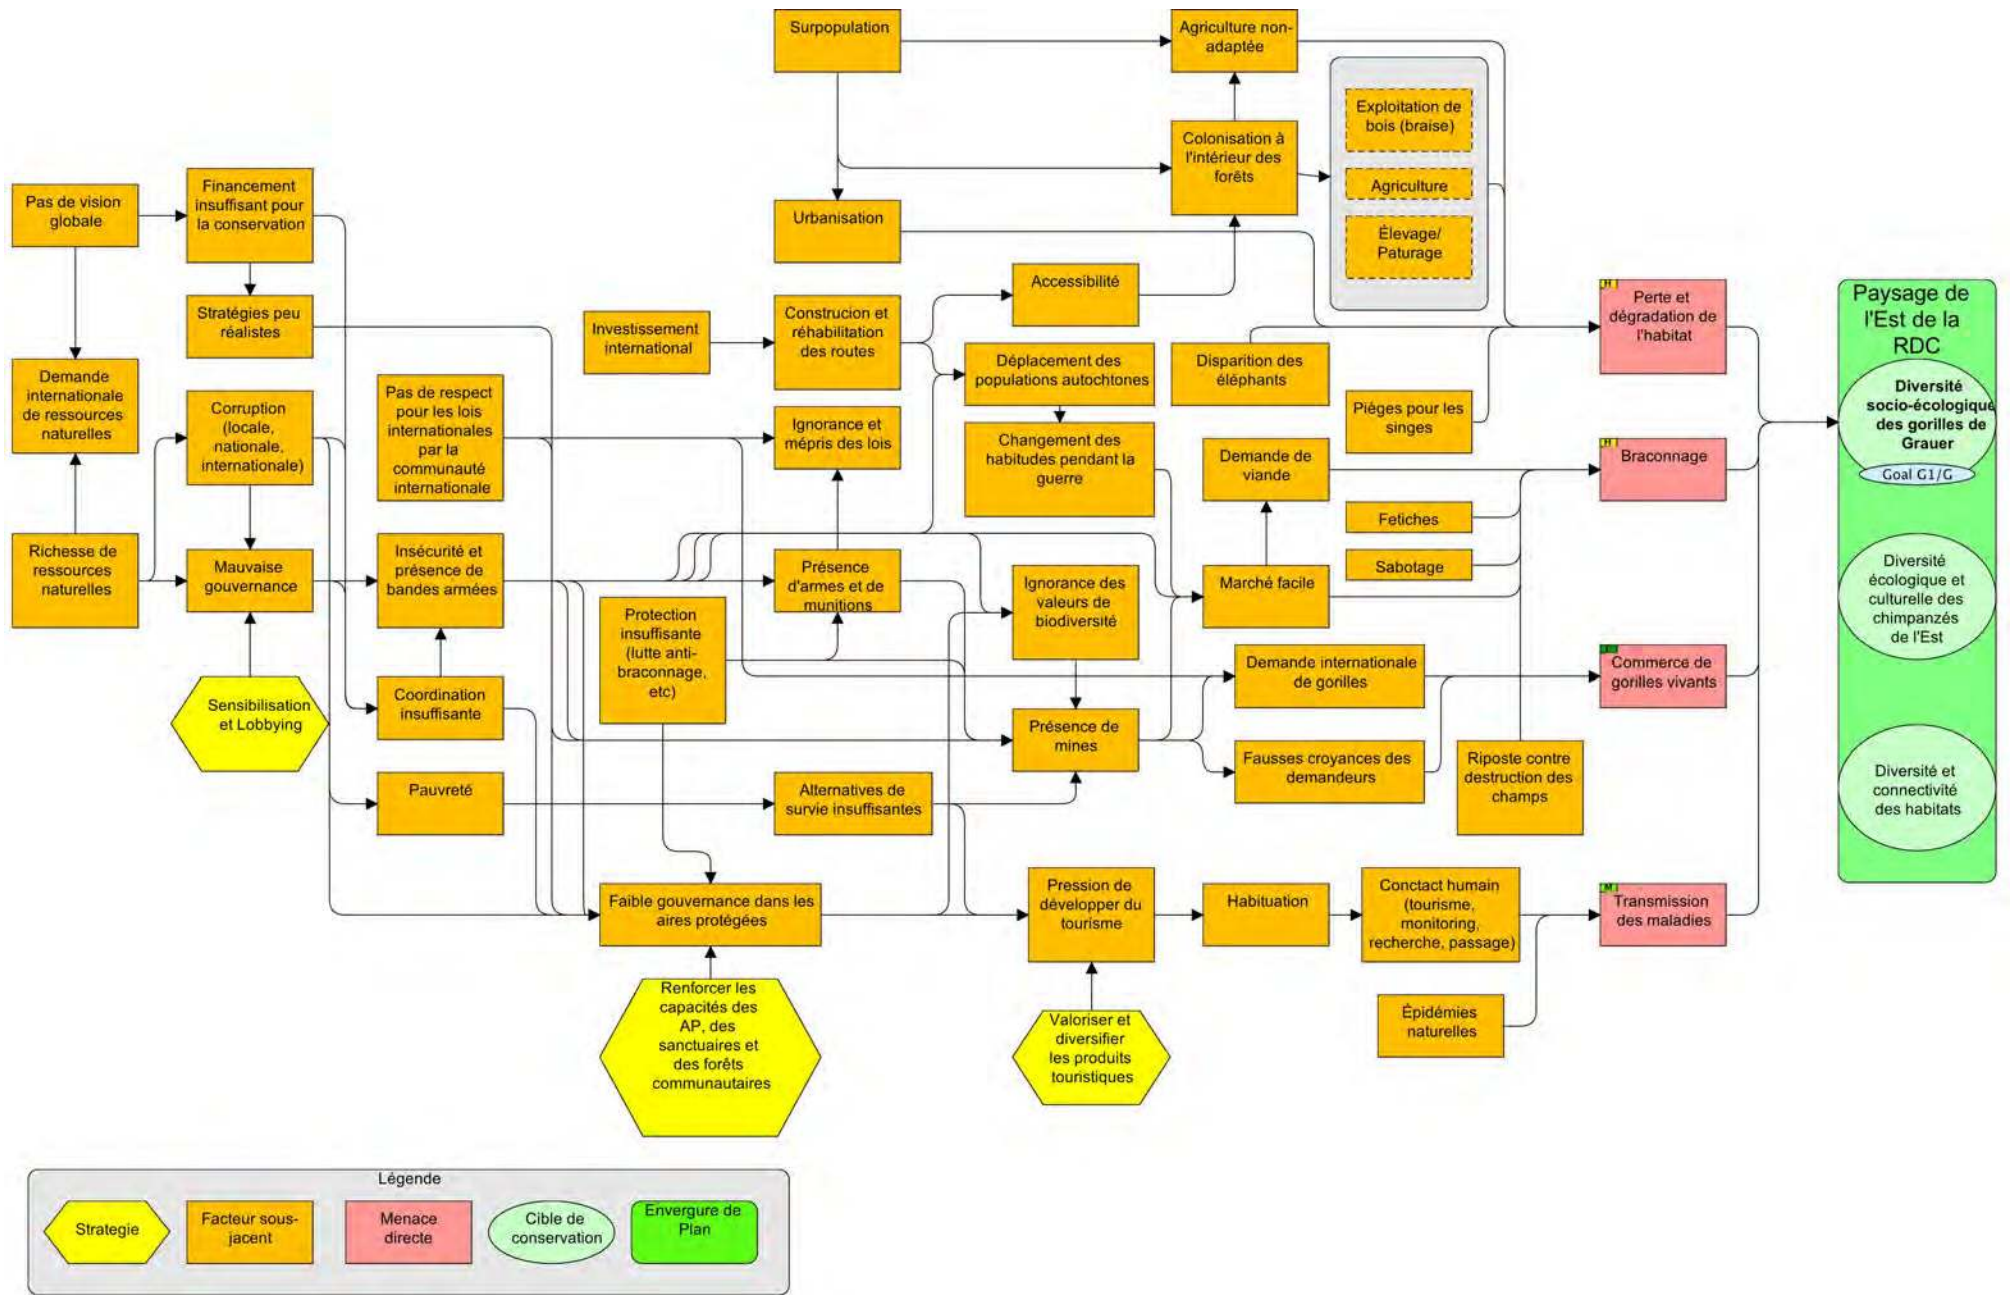 Surpopulation
Agriculture non-
adaptée
Exploitation de
bois (braise)
Agriculture
Élevage/
Paturage
Colonisation à
l'intérieur des
forêts
Urbanisation
Pas de vision
globale
Financement
insuffisant pour
la conservation
Stratégies peu
réalistes
Demande
internationale
de ressources
naturelles
Corruption
(locale,
nationale,
internationale)
Pas de respect
pour les lois
internationales
par la
communauté
internationale
Investissement
international
Construcion et
réhabilitation
des routes
Accessibilité
Déplacement des
populations autochtones
Disparition des
éléphants
Piéges pour les
singes
Ignorance et
mépris des lois
Changement des
habitudes pendant la
guerre
Demande de
viande
Fetiches
Sabotage
Richesse de
ressources
naturelles
Mauvaise
gouvernance
Insécurité et
présence de
bandes armées
Présence
d'armes et de
munitions
Ignorance des
valeurs de
biodiversité
Marché facile
Protection
insuffisante
(lutte anti-
braconnage,
etc)
Sensibilisation
et Lobbying
Coordination
insuffisante
Demande internationale
de gorilles
Présence de
mines
Fausses croyances des
demandeurs
Riposte contre
destruction des
champs
Pauvreté
Alternatives de
survie insuffisantes
Faible gouvernance dans les
aires protégées
Pression de
développer du
tourisme
Habituation
Conctact humain
(tourisme,
monitoring,
recherche, passage)
Épidémies
naturelles
Renforcer les
capacités des
AP, des
sanctuaires et
des forêts
communautaires
Valoriser et
diversifier
les produits
touristiques
H
Perte et
dégradation de
l'habitat
H
Braconnage
Commerce de
gorilles vivants
M
Transmission
des maladies
Paysage de
l'Est de la
RDC
Diversité
socio-écologique
des gorilles de
Grauer
Goal G1/G
Diversité
écologique et
culturelle des
chimpanzés
de l'Est
Diversité et
connectivité
des habitats
Légende
Strategie
Facteur sous-
jacent
Menace
directe
Cible de
conservation
Envergure de
Plan